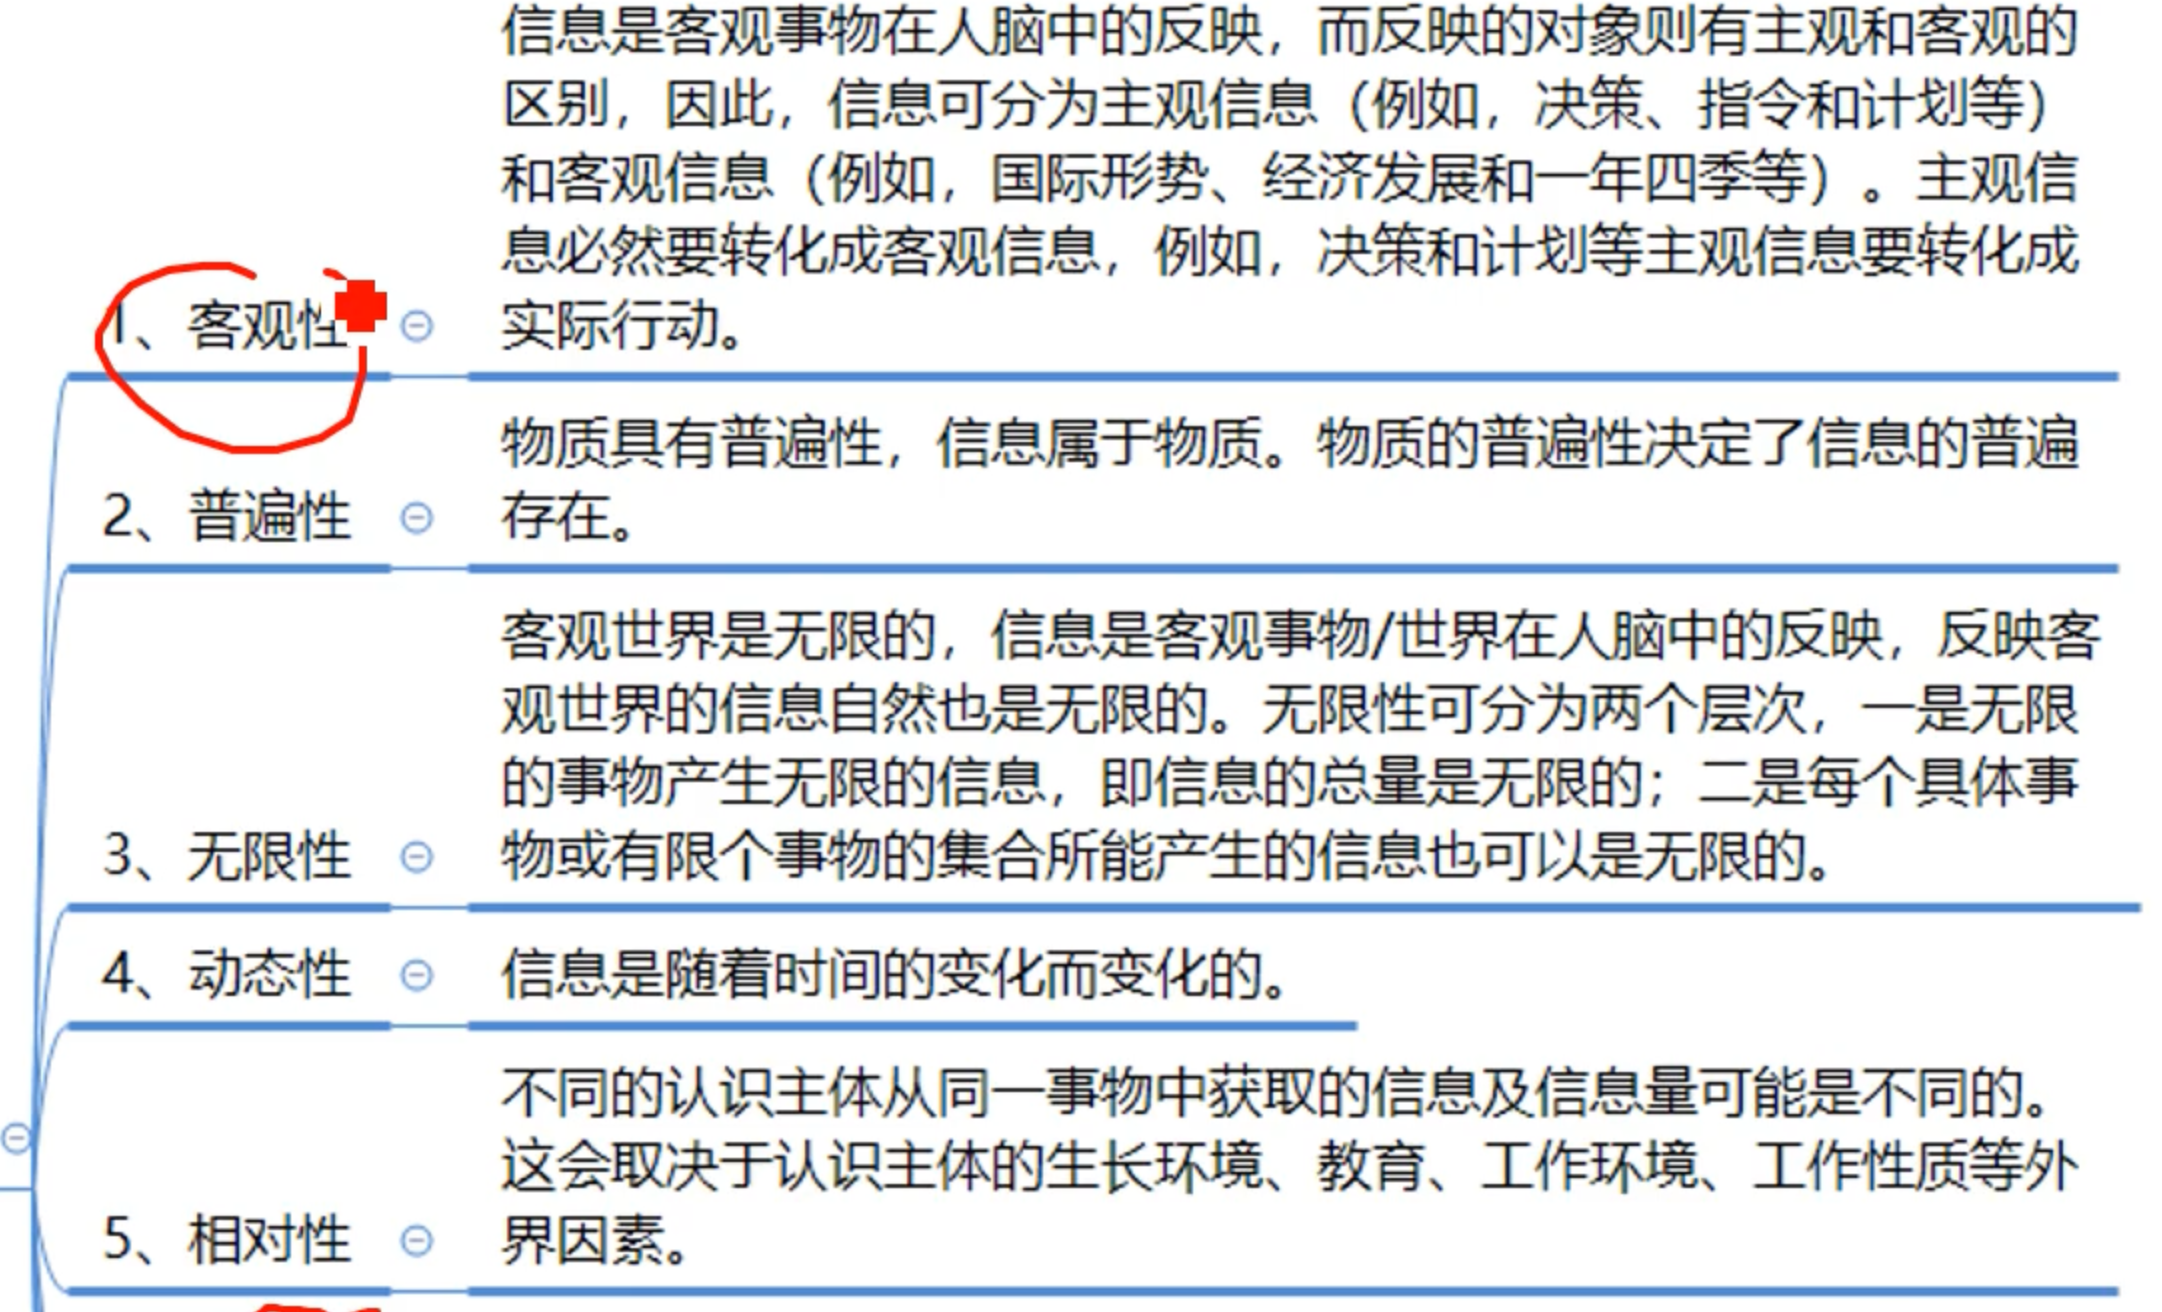 信息是客观事物在人脑中的反映，而反映的对象则有主观和客观的
区别，因此，信息可分为主观信息（例如，决策、指令和计划等）
和客观信息（例如，国际形势、经济发展和一年四季等）。主观信
息必然要转化成客观信息，例如，决策和计划等主观信息要转化成
1、客观性 实际行动。
物质具有普遍性，信息属于物质。物质的普遍性决定了信息的普遍
2、普遍性 存在。
客观世界是无限的，信息是客观事物/世界在人脑中的反映，反映客
观世界的信息自然也是无限的。无限性可分为两个层次，一是无限
的事物产生无限的信息，即信息的总量是无限的；二是每个具体事
3、无限性 物或有限个事物的集合所能产生的信息也可以是无限的。
4、动态性 信息是随着时间的变化而变化的。
不同的认识主体从同一事物中获取的信息及信息量可能是不同的。
这会取决于认识主体的生长环境、教育、工作环境、工作性质等外
5、相对性 界因素。